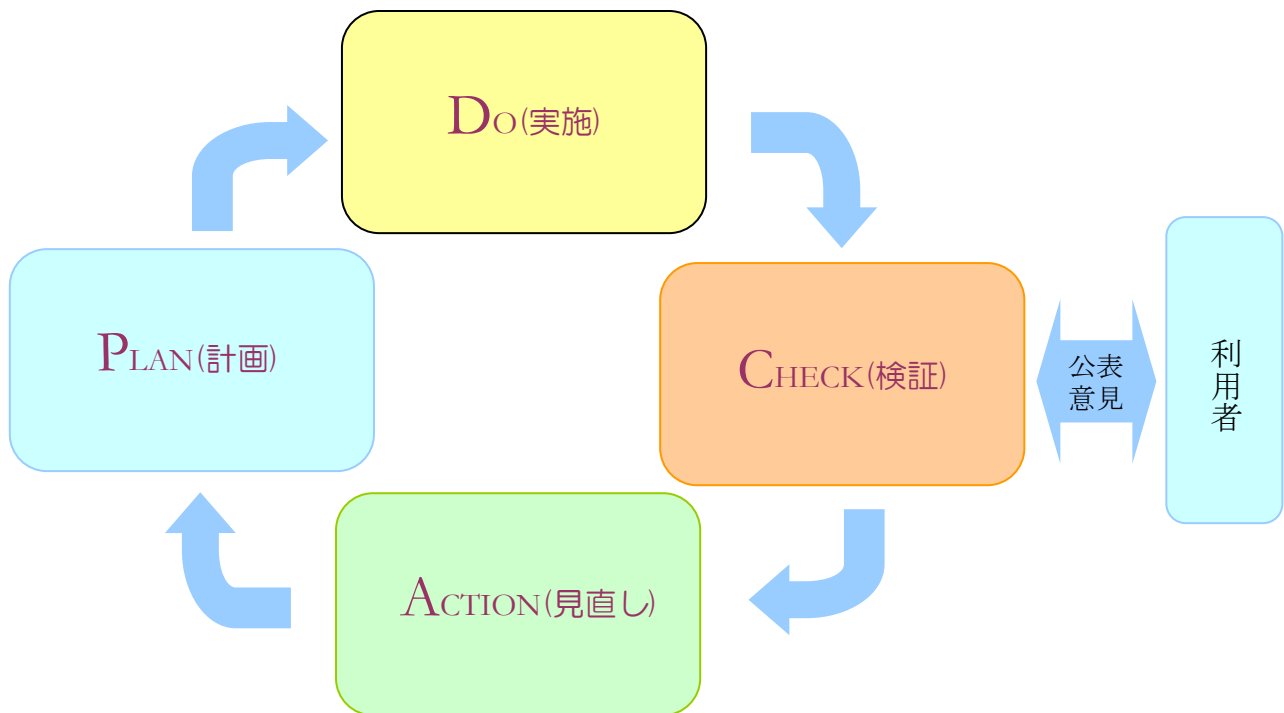 DO(実施)
PLAN(計画)
CHECK(検証)
公表
意見
利用者
ACTION(見直し)